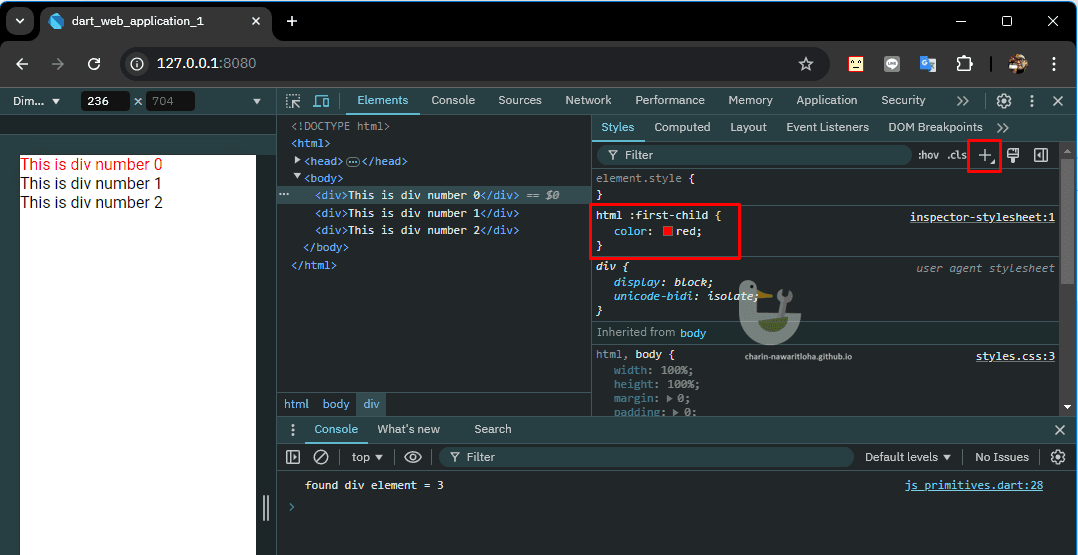 dart_web_application_1
127.0.0.1:8080
Dim... 236 × 704
This is div number 0
This is div number 1
This is div number 2
Elements Console Sources Network Performance Memory Application Security
<!DOCTYPE html>
<html>
<head> ⋯ </head>
<body>
⋯ <div>This is div number 0</div> == $0
<div>This is div number 1</div>
<div>This is div number 2</div>
</body>
</html>
html body div
Styles Computed Layout Event Listeners DOM Breakpoints
Filter :hov .cls
element.style {
}
html :first-child { inspector-stylesheet:1
color: red;
}
div { user agent stylesheet
display: block;
unicode-bidi: isolate;
}
Inherited from body
html, body { styles.css:3
width: 100%;
height: 100%;
margin: 0;
padding: 0;
charin-nawaritloha.github.io
Console What's new Search
top Filter Default levels No Issues
found div element = 3 js_primitives.dart:28